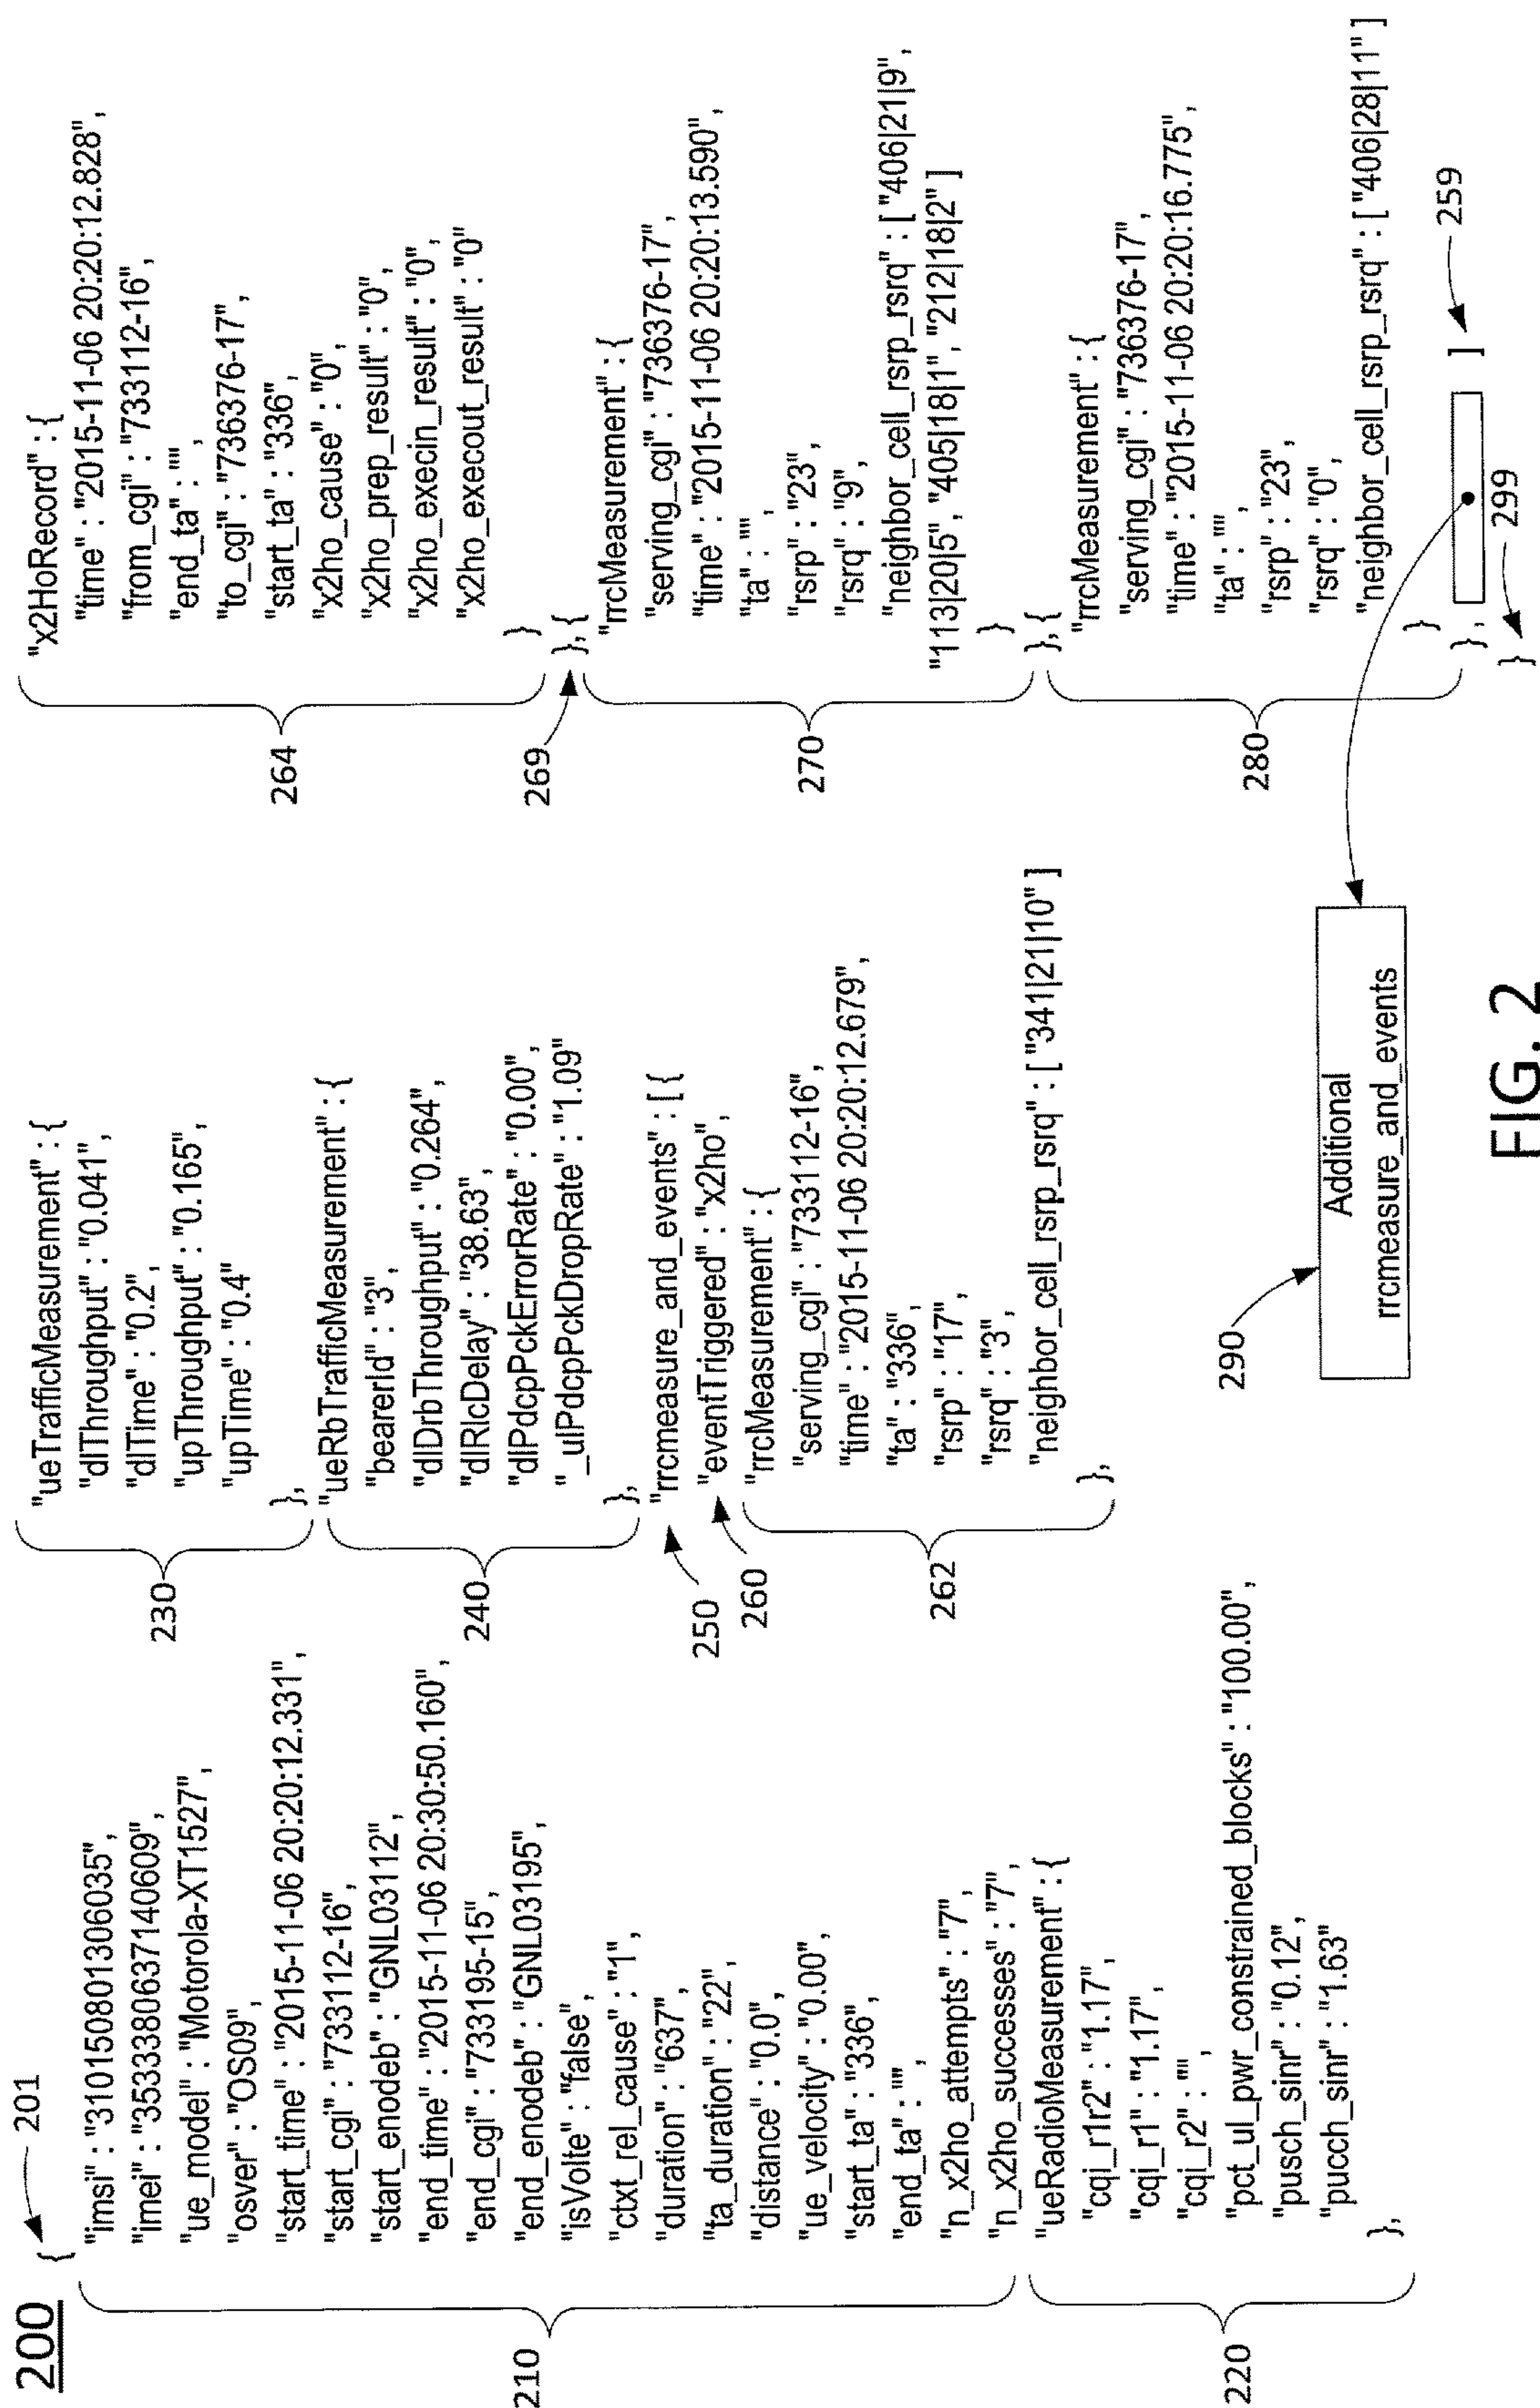 200
201
{
"imsi" : "310150801306035",
"imei" : "3533380637140609",
"ue_model" : "Motorola-XT1527",
"osver" : "OS09",
"start_time" : "2015-11-06 20:20:12.331",
"start_cgi" : "733112-16",
"start_enodeb" : "GNL03112",
"end_time" : "2015-11-06 20:30:50.160",
"end_cgi" : "733195-15",
"end_enodeb" : "GNL03195",
"isVolte" : "false",
"ctxt_rel_cause" : "1",
"duration" : "637",
"ta_duration" : "22",
"distance" : "0.0",
"ue_velocity" : "0.00",
"start_ta" : "336",
"end_ta" : "",
"n_x2ho_attempts" : "7",
"n_x2ho_successes" : "7",
210
"ueRadioMeasurement" : {
"cqi_r1r2" : "1.17",
"cqi_r1" : "1.17",
"cqi_r2" : "",
"pct_ul_pwr_constrained_blocks" : "100.00",
"pusch_sinr" : "0.12",
"pucch_sinr" : "1.63"
},
220
"ueTrafficMeasurement" : {
"dlThroughput" : "0.041",
"dlTime" : "0.2",
"upThroughput" : "0.165",
"upTime" : "0.4"
},
230
"ueRbTrafficMeasurement" : {
"bearerId" : "3",
"dlDrbThroughput" : "0.264",
"dlRlcDelay" : "38.63",
"dlPdcpPckErrorRate" : "0.00",
"_ulPdcpPckDropRate" : "1.09"
},
240
"rrcmeasure_and_events" : [ {
250
"eventTriggered" : "x2ho",
260
"rrcMeasurement" : {
"serving_cgi" : "733112-16",
"time" : "2015-11-06 20:20:12.679",
"ta" : "336",
"rsrp" : "17",
"rsrq" : "3",
"neighbor_cell_rsrp_rsrq" : [ "341|21|10" ]
},
262
"x2HoRecord" : {
"time" : "2015-11-06 20:20:12.828",
"from_cgi" : "733112-16",
"end_ta" : "",
"to_cgi" : "736376-17",
"start_ta" : "336",
"x2ho_cause" : "0",
"x2ho_prep_result" : "0",
"x2ho_execin_result" : "0",
"x2ho_execout_result" : "0"
}
264
}, {
269
"rrcMeasurement" : {
"serving_cgi" : "736376-17",
"time" : "2015-11-06 20:20:13.590",
"ta" : "",
"rsrp" : "23",
"rsrq" : "9",
"neighbor_cell_rsrp_rsrq" : [ "406|21|9",
"113|20|5", "405|18|1", "212|18|2" ]
}
270
}, {
"rrcMeasurement" : {
"serving_cgi" : "736376-17",
"time" : "2015-11-06 20:20:16.775",
"ta" : "",
"rsrp" : "23",
"rsrq" : "0",
"neighbor_cell_rsrp_rsrq" : [ "406|28|11" ]
}
280
}, ]
259
}
299
290
Additional
rrcmeasure_and_events
FIG. 2